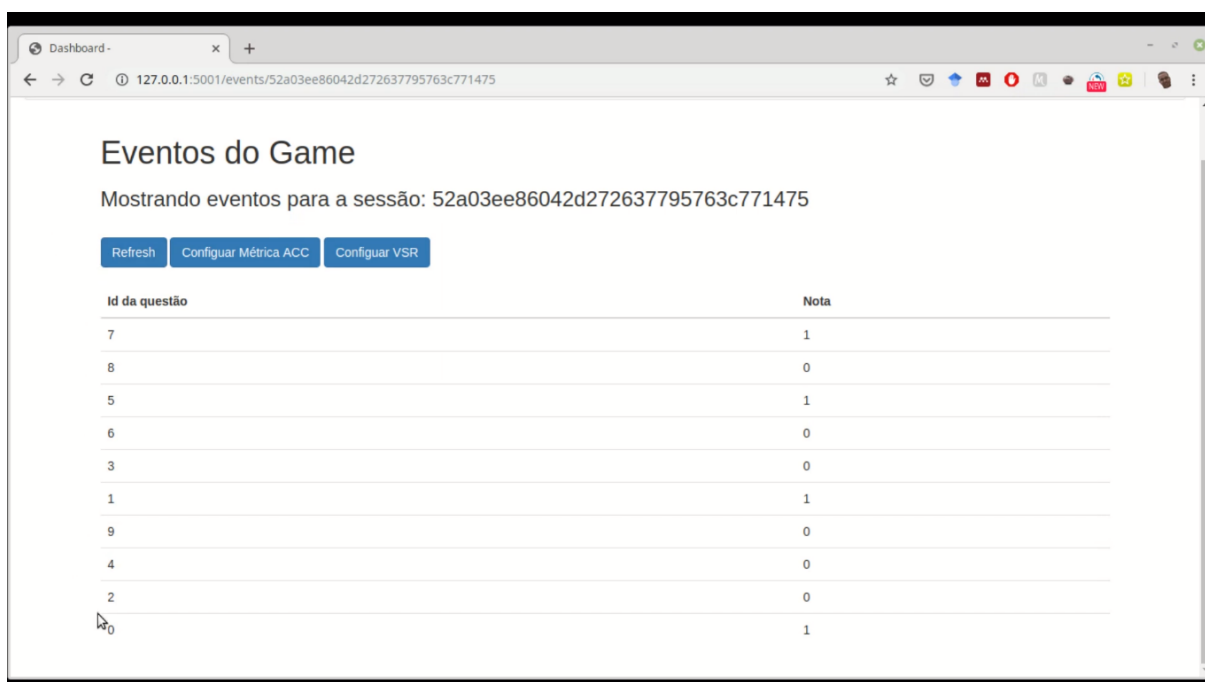 Dashboard -
127.0.0.1:5001/events/52a03ee86042d272637795763c771475
NEW
Eventos do Game
Mostrando eventos para a sessão: 52a03ee86042d272637795763c771475
Refresh Configuar Métrica ACC Configuar VSR
Id da questão Nota
7 1
8 0
5 1
6 0
3 0
1 1
9 0
4 0
2 0
0 1